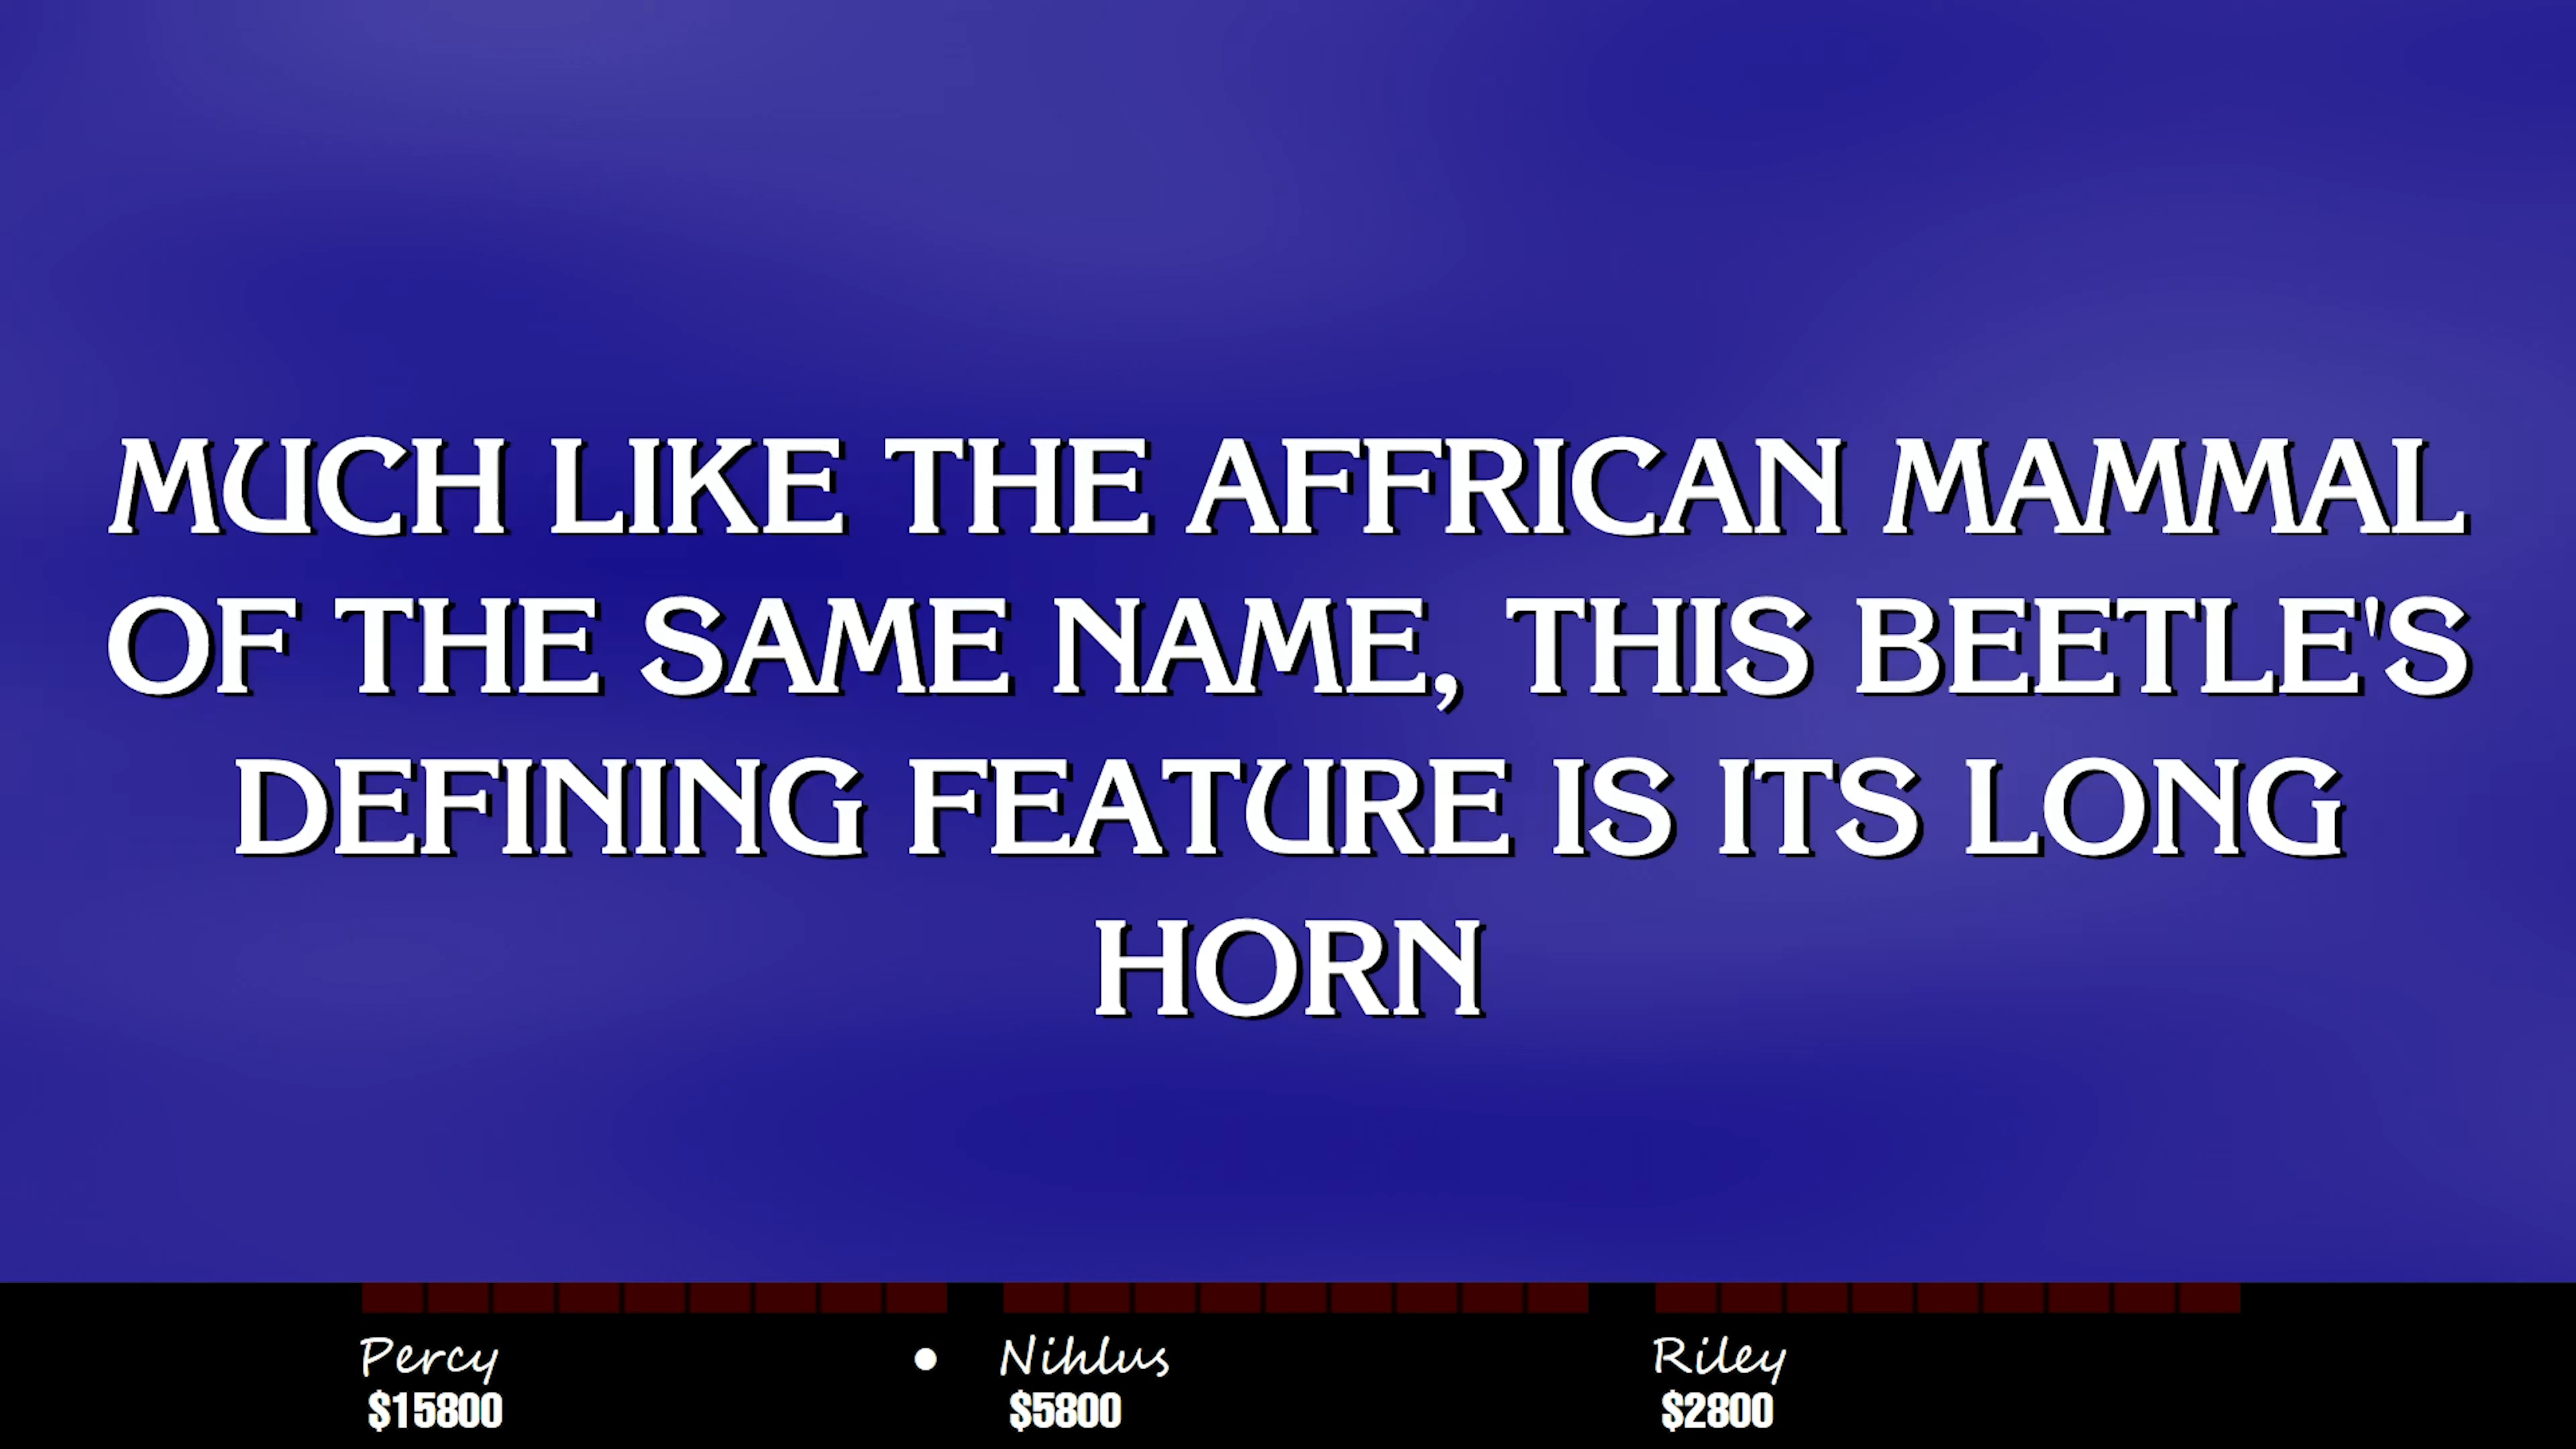 MUCH LIKE THE AFFRICAN MAMMAL
OF THE SAME NAME, THIS BEETLE'S
DEFINING FEATURE IS ITS LONG
HORN
Percy
$15800
Nihlus
$5800
Riley
$2800